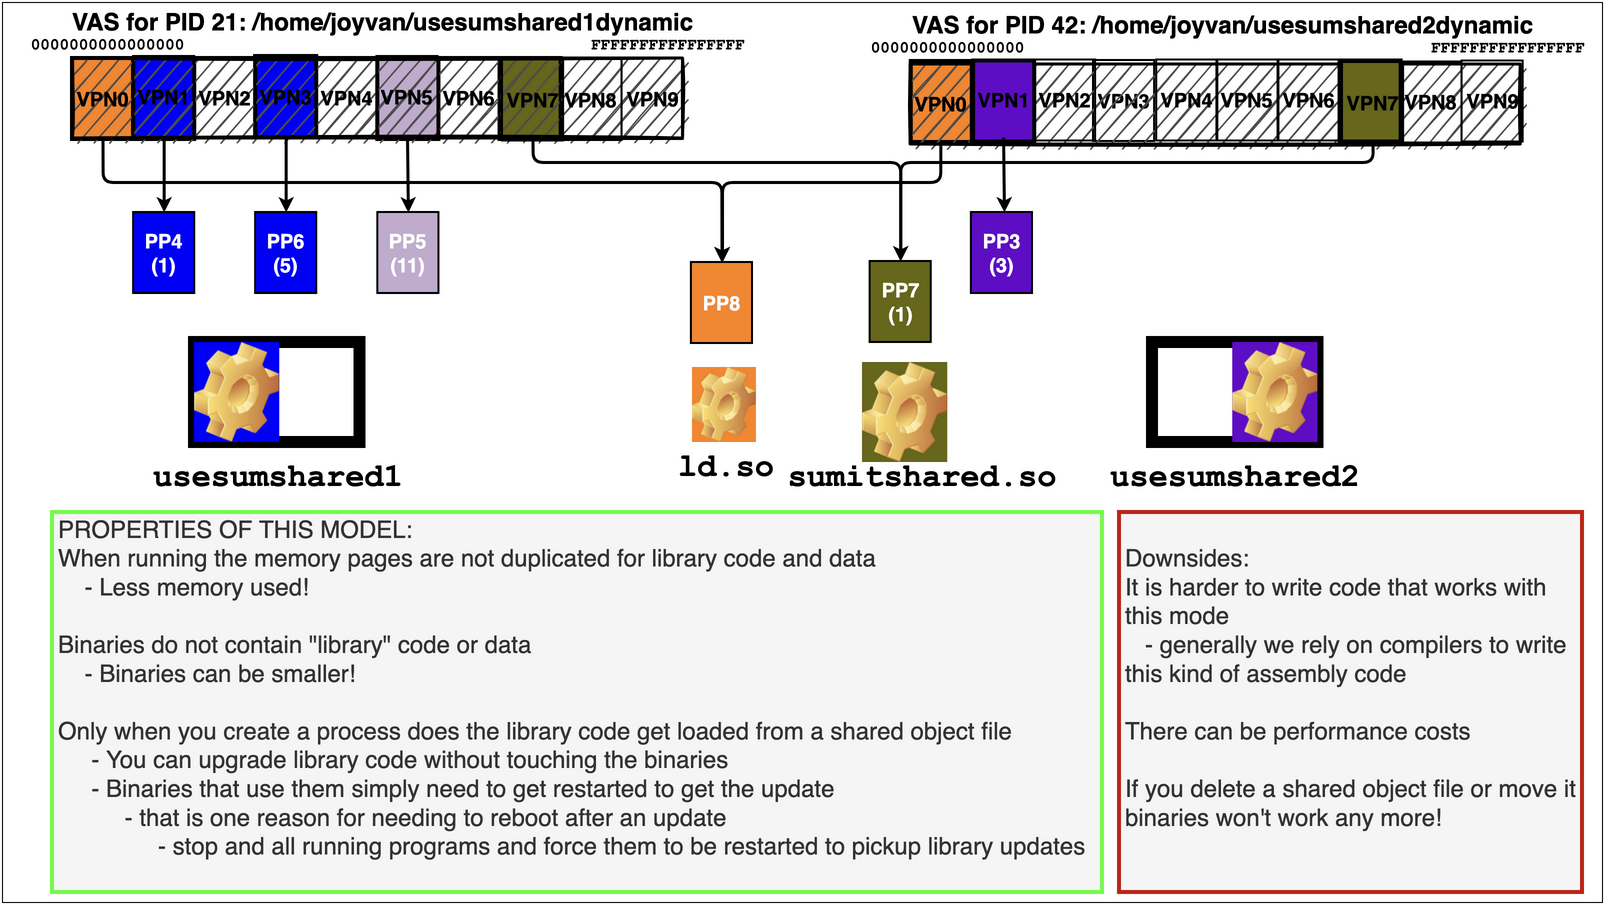 VAS for PID 21: /home/joyvan/usesumshared1dynamic
VAS for PID 42: /home/joyvan/usesumshared2dynamic
0000000000000000
FFFFFFFFFFFFFFFF
0000000000000000
FFFFFFFFFFFFFFFF
VPN0 VPN1 VPN2 VPN3 VPN4 VPN5 VPN6 VPN7 VPN8 VPN9
VPN0 VPN1 VPN2 VPN3 VPN4 VPN5 VPN6 VPN7 VPN8 VPN9
PP4
(1)
PP6
(5)
PP5
(11)
PP8
PP7
(1)
PP3
(3)
usesumshared1
ld.so
sumitshared.so
usesumshared2
PROPERTIES OF THIS MODEL:
When running the memory pages are not duplicated for library code and data
- Less memory used!
Binaries do not contain "library" code or data
- Binaries can be smaller!
Only when you create a process does the library code get loaded from a shared object file
- You can upgrade library code without touching the binaries
- Binaries that use them simply need to get restarted to get the update
- that is one reason for needing to reboot after an update
- stop and all running programs and force them to be restarted to pickup library updates
Downsides:
It is harder to write code that works with
this mode
- generally we rely on compilers to write
this kind of assembly code
There can be performance costs
If you delete a shared object file or move it
binaries won't work any more!